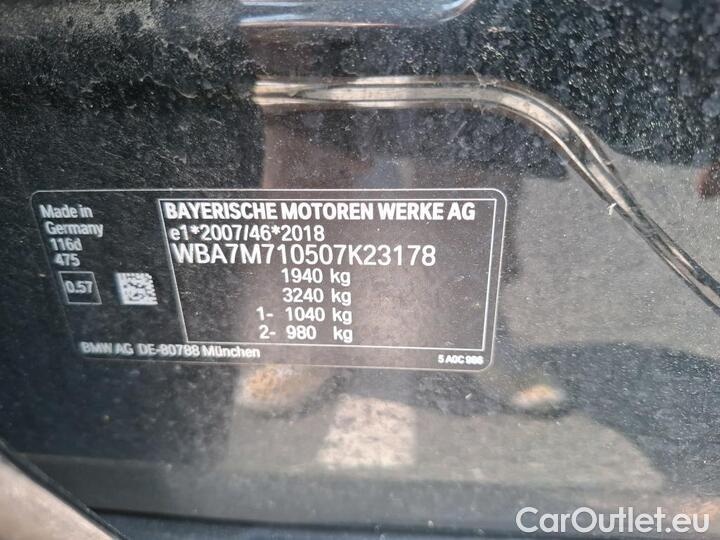 BAYERISCHE MOTOREN WERKE AG
e1*2007/46*2018
WBA7M710507K23178
1940 kg
3240 kg
1- 1040 kg
2- 980 kg
Made in
Germany
116d
475
0.57
BMW AG DE-80788 München
5 A0C 986
CarOutlet.eu